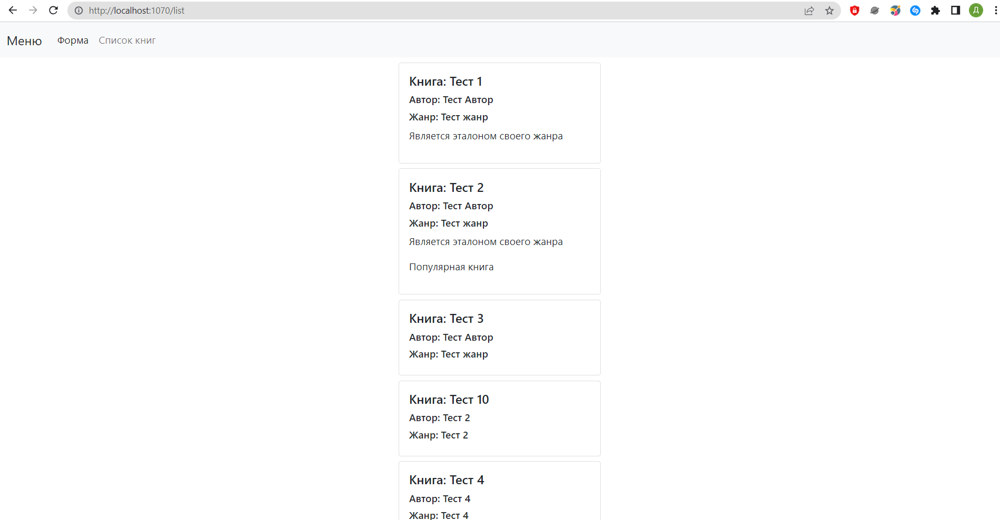 http://localhost:1070/list
Д
Меню Форма Список книг
Книга: Тест 1
Автор: Тест Автор
Жанр: Тест жанр
Является эталоном своего жанра
Книга: Тест 2
Автор: Тест Автор
Жанр: Тест жанр
Является эталоном своего жанра
Популярная книга
Книга: Тест 3
Автор: Тест Автор
Жанр: Тест жанр
Книга: Тест 10
Автор: Тест 2
Жанр: Тест 2
Книга: Тест 4
Автор: Тест 4
Жанр: Тест 4